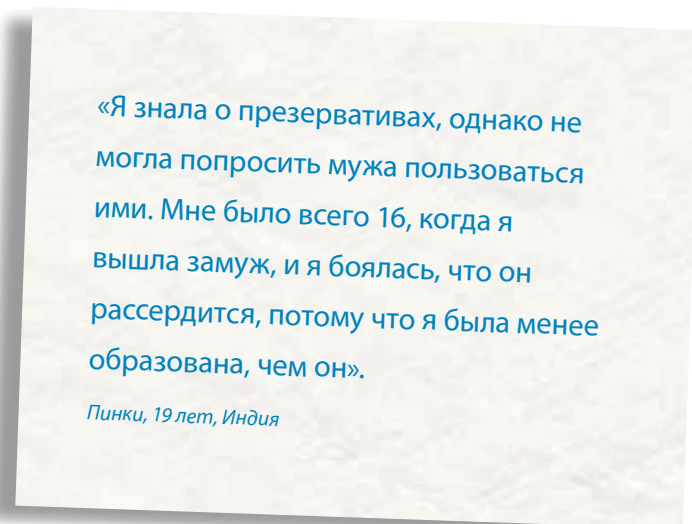 «Я знала о презервативах, однако не
могла попросить мужа пользоваться
ими. Мне было всего 16, когда я
вышла замуж, и я боялась, что он
рассердится, потому что я была менее
образована, чем он».
Пинки, 19 лет, Индия